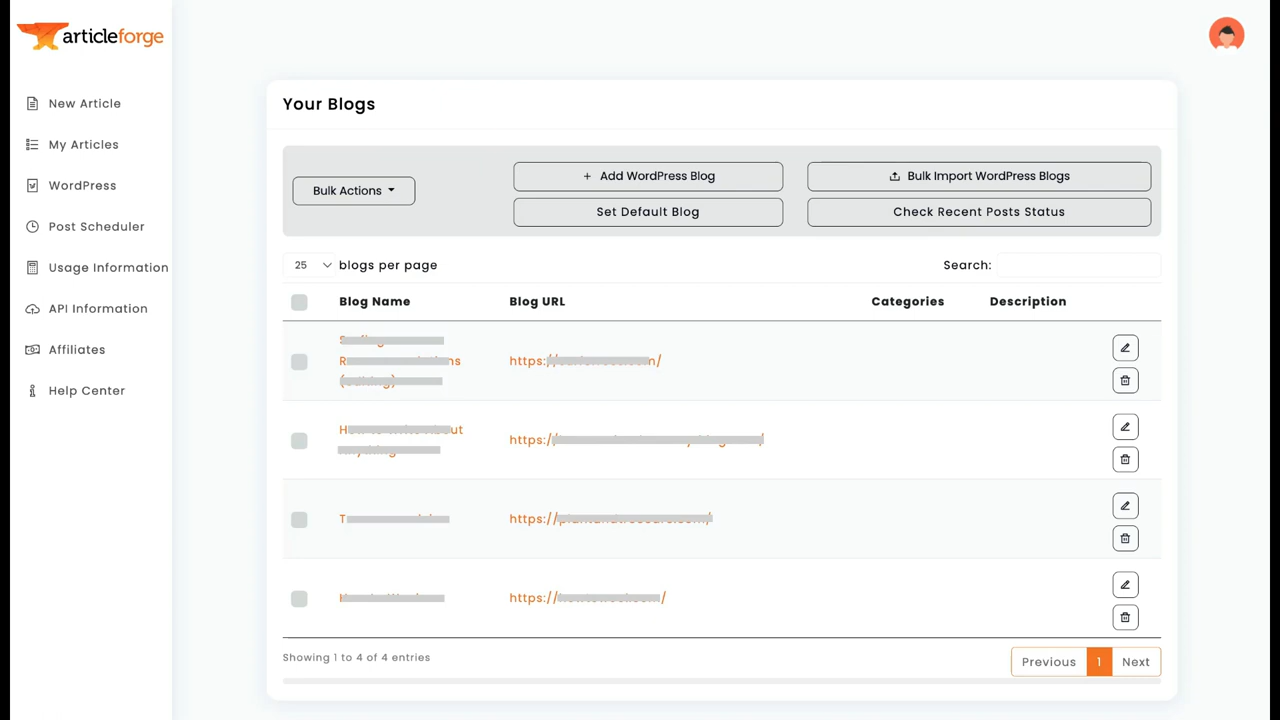 articleforge
New Article
My Articles
WordPress
Post Scheduler
Usage Information
API Information
Affiliates
Help Center
Your Blogs
Bulk Actions
+ Add WordPress Blog
Bulk Import WordPress Blogs
Set Default Blog
Check Recent Posts Status
25 blogs per page
Search:
Blog Name Blog URL Categories Description
https://
https://
https://
https://
Showing 1 to 4 of 4 entries
Previous 1 Next